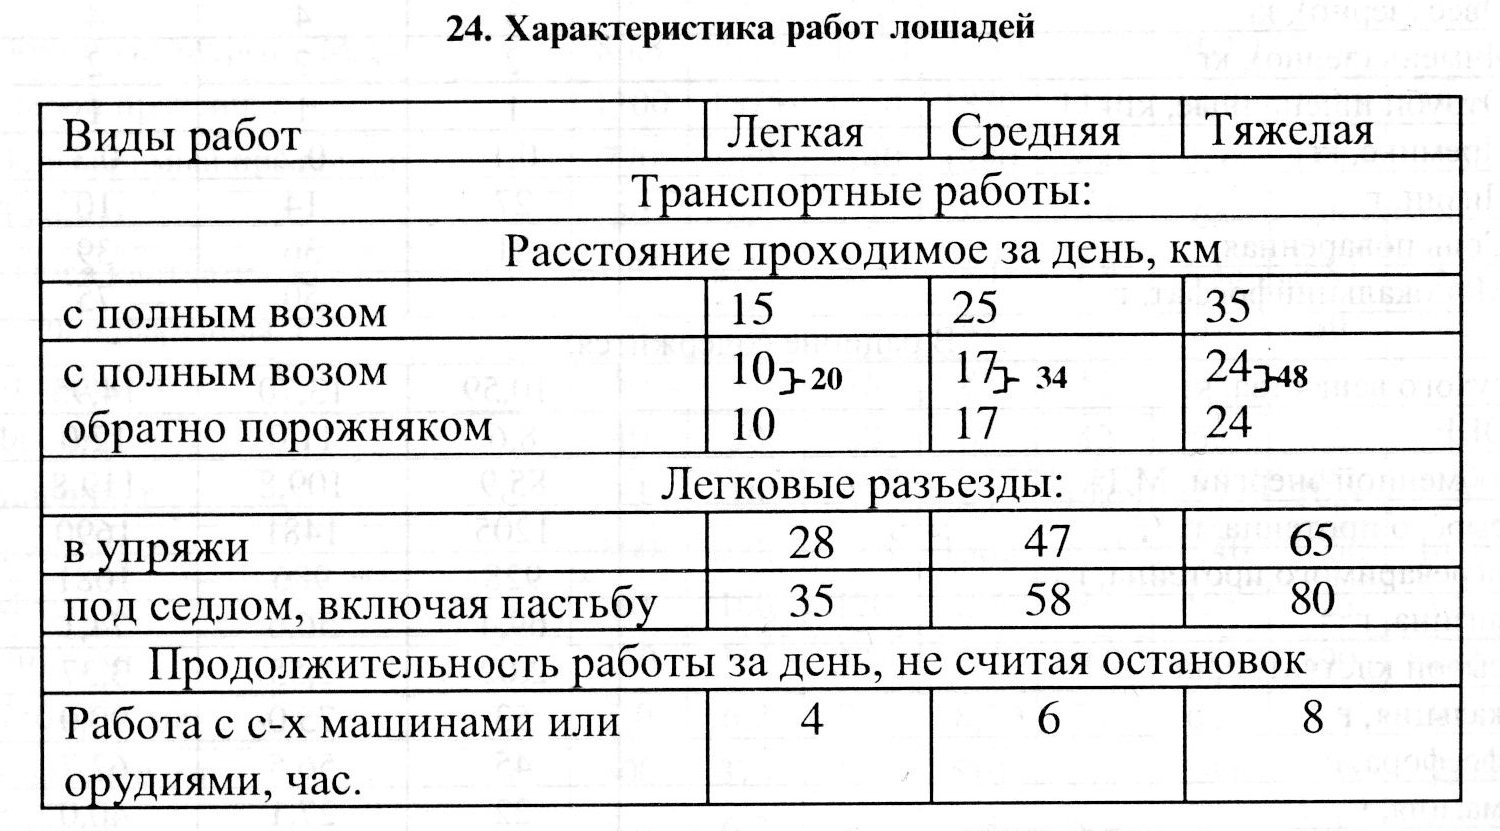 24. Характеристика работ лошадей
Виды работ Легкая Средняя Тяжелая
Транспортные работы:
Расстояние проходимое за день, км
с полным возом 15 25 35
с полным возом 10}-20 17}- 34 24}-48
обратно порожняком 10 17 24
Легковые разъезды:
в упряжи 28 47 65
под седлом, включая пастьбу 35 58 80
Продолжительность работы за день, не считая остановок
Работа с с-х машинами или 4 6 8
орудиями, час.